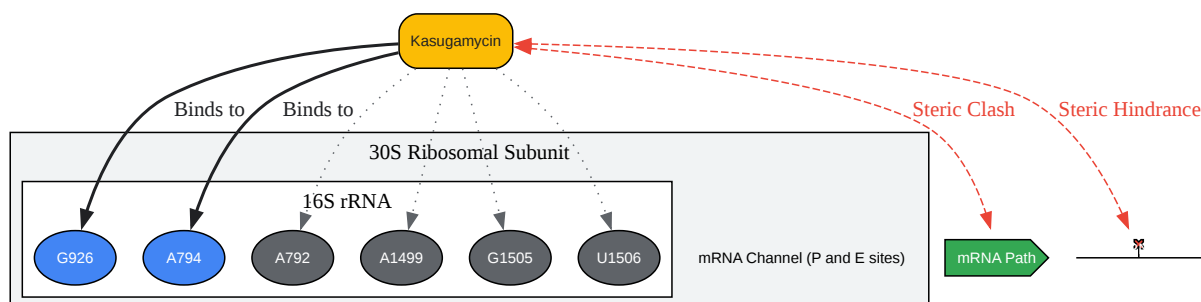 Kasugamycin
Binds to
Binds to
Steric Clash
Steric Hindrance
30S Ribosomal Subunit
16S rRNA
G926
A794
A792
A1499
G1505
U1506
mRNA Channel (P and E sites)
mRNA Path